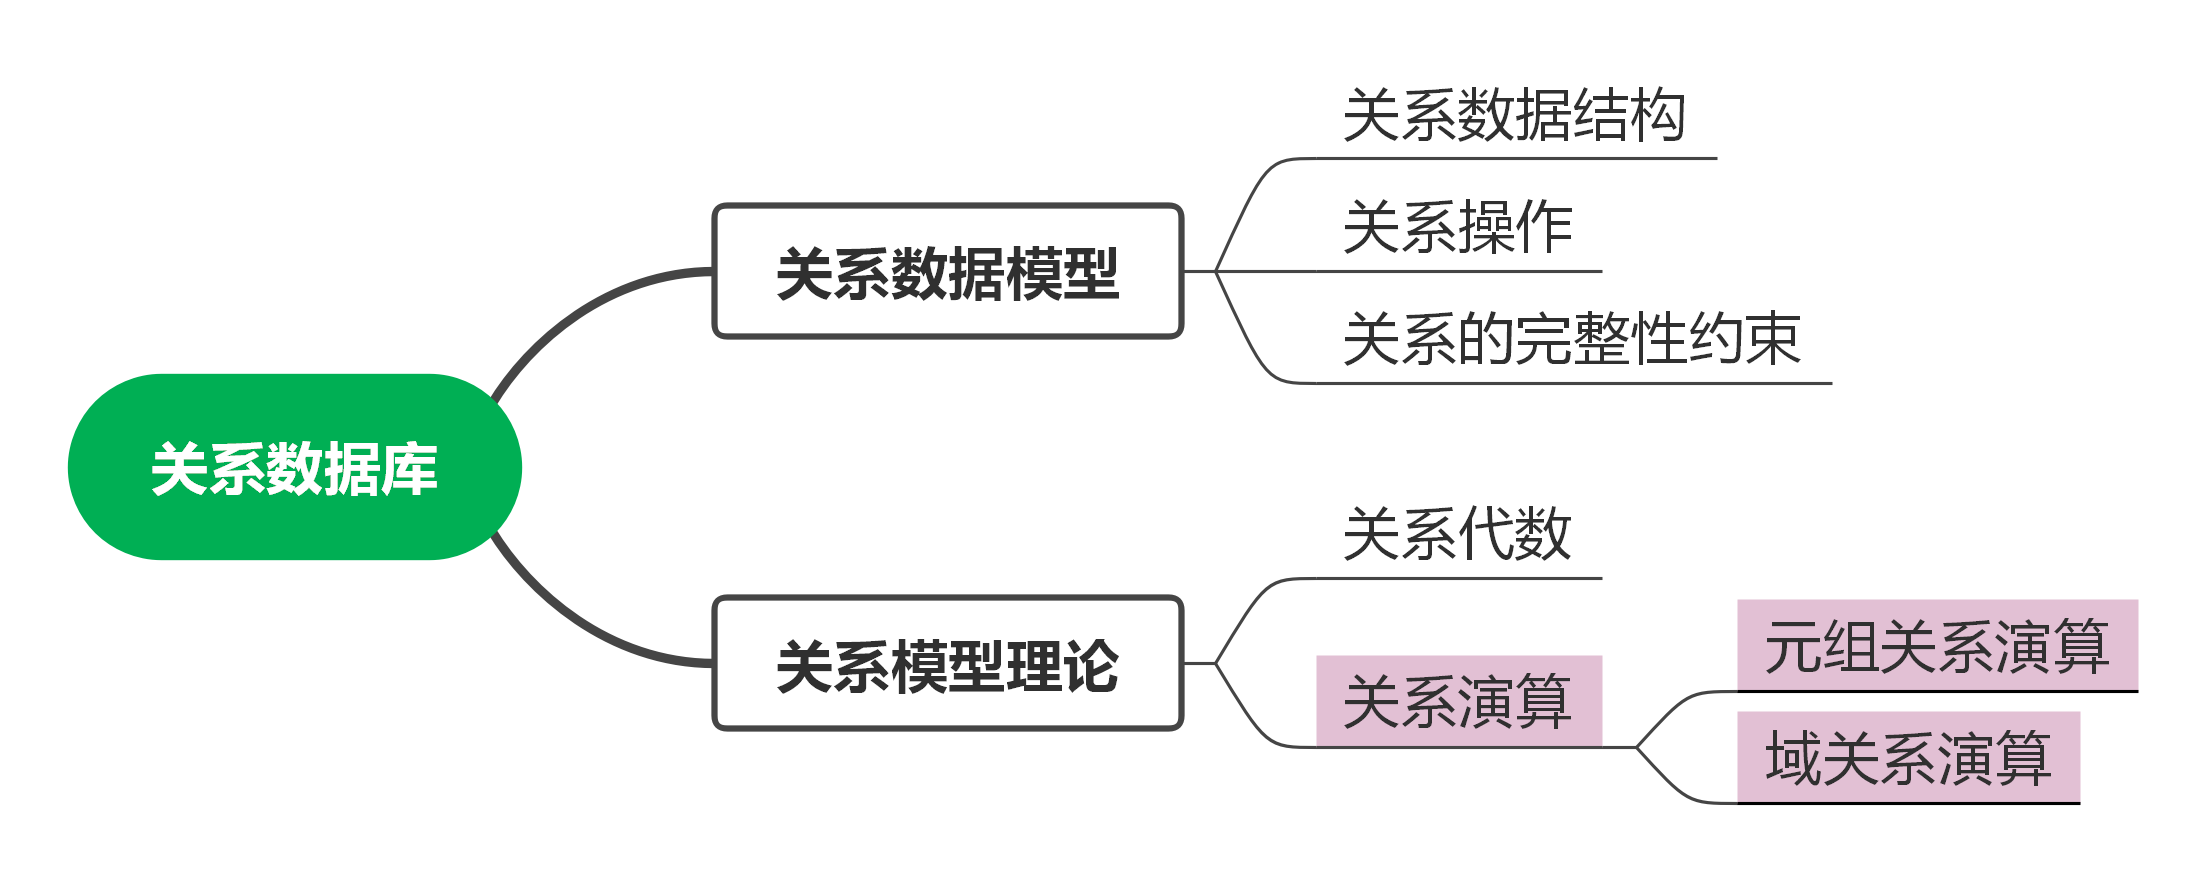 关系数据库
关系数据模型
关系数据结构
关系操作
关系的完整性约束
关系模型理论
关系代数
关系演算
元组关系演算
域关系演算